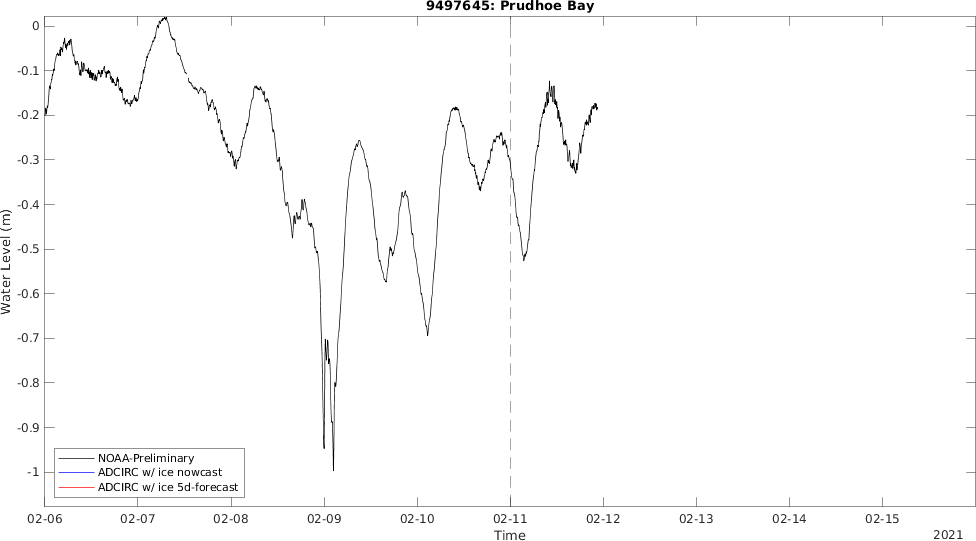 9497645: Prudhoe Bay
0
-0.1
-0.2
-0.3
-0.4
-0.5
-0.6
-0.7
-0.8
-0.9
-1
Water Level (m)
NOAA-Preliminary
ADCIRC w/ ice nowcast
ADCIRC w/ ice 5d-forecast
02-06 02-07 02-08 02-09 02-10 02-11 02-12 02-13 02-14 02-15
Time
2021